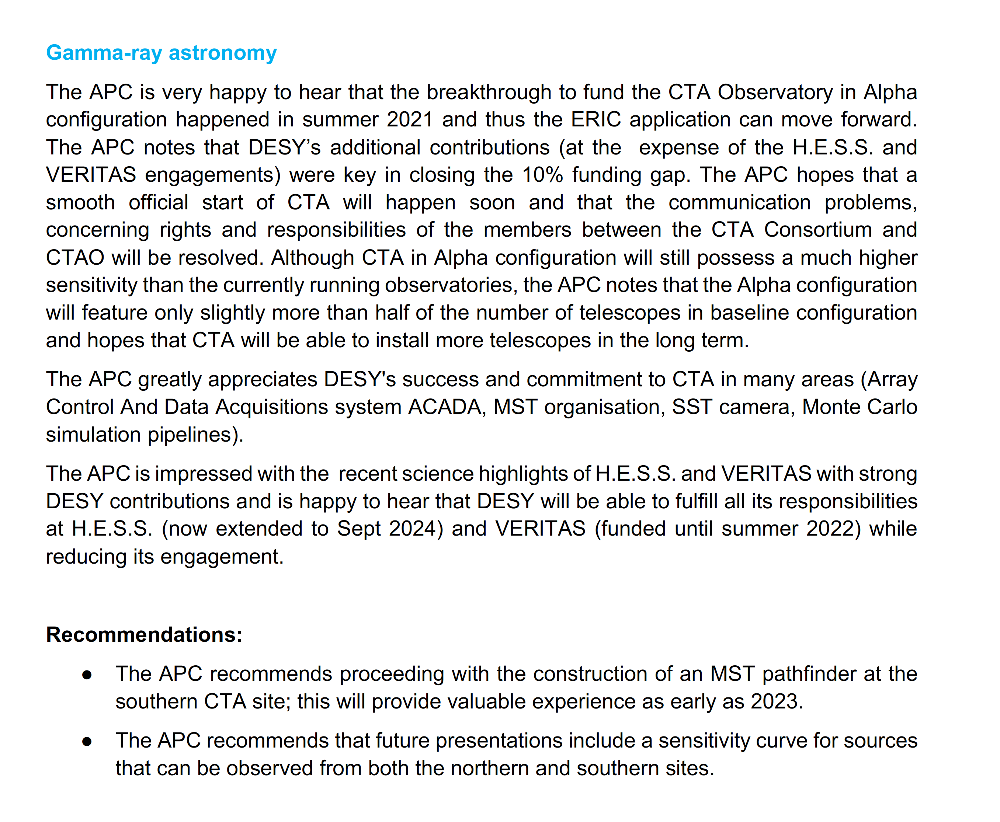 Gamma-ray astronomy
The APC is very happy to hear that the breakthrough to fund the CTA Observatory in Alpha
configuration happened in summer 2021 and thus the ERIC application can move forward.
The APC notes that DESY’s additional contributions (at the expense of the H.E.S.S. and
VERITAS engagements) were key in closing the 10% funding gap. The APC hopes that a
smooth official start of CTA will happen soon and that the communication problems,
concerning rights and responsibilities of the members between the CTA Consortium and
CTAO will be resolved. Although CTA in Alpha configuration will still possess a much higher
sensitivity than the currently running observatories, the APC notes that the Alpha configuration
will feature only slightly more than half of the number of telescopes in baseline configuration
and hopes that CTA will be able to install more telescopes in the long term.
The APC greatly appreciates DESY's success and commitment to CTA in many areas (Array
Control And Data Acquisitions system ACADA, MST organisation, SST camera, Monte Carlo
simulation pipelines).
The APC is impressed with the recent science highlights of H.E.S.S. and VERITAS with strong
DESY contributions and is happy to hear that DESY will be able to fulfill all its responsibilities
at H.E.S.S. (now extended to Sept 2024) and VERITAS (funded until summer 2022) while
reducing its engagement.
Recommendations:
● The APC recommends proceeding with the construction of an MST pathfinder at the
southern CTA site; this will provide valuable experience as early as 2023.
● The APC recommends that future presentations include a sensitivity curve for sources
that can be observed from both the northern and southern sites.